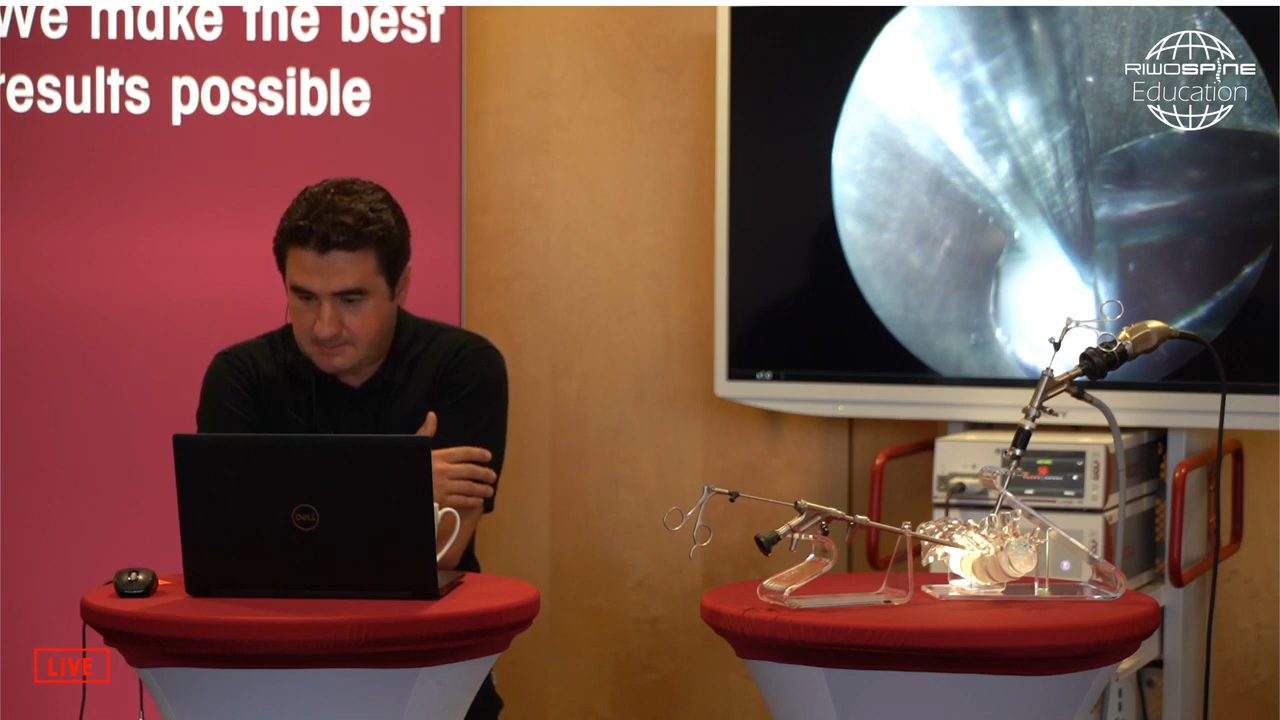 We make the best
results possible
RIWOSPINE
Education
DELL
LIVE